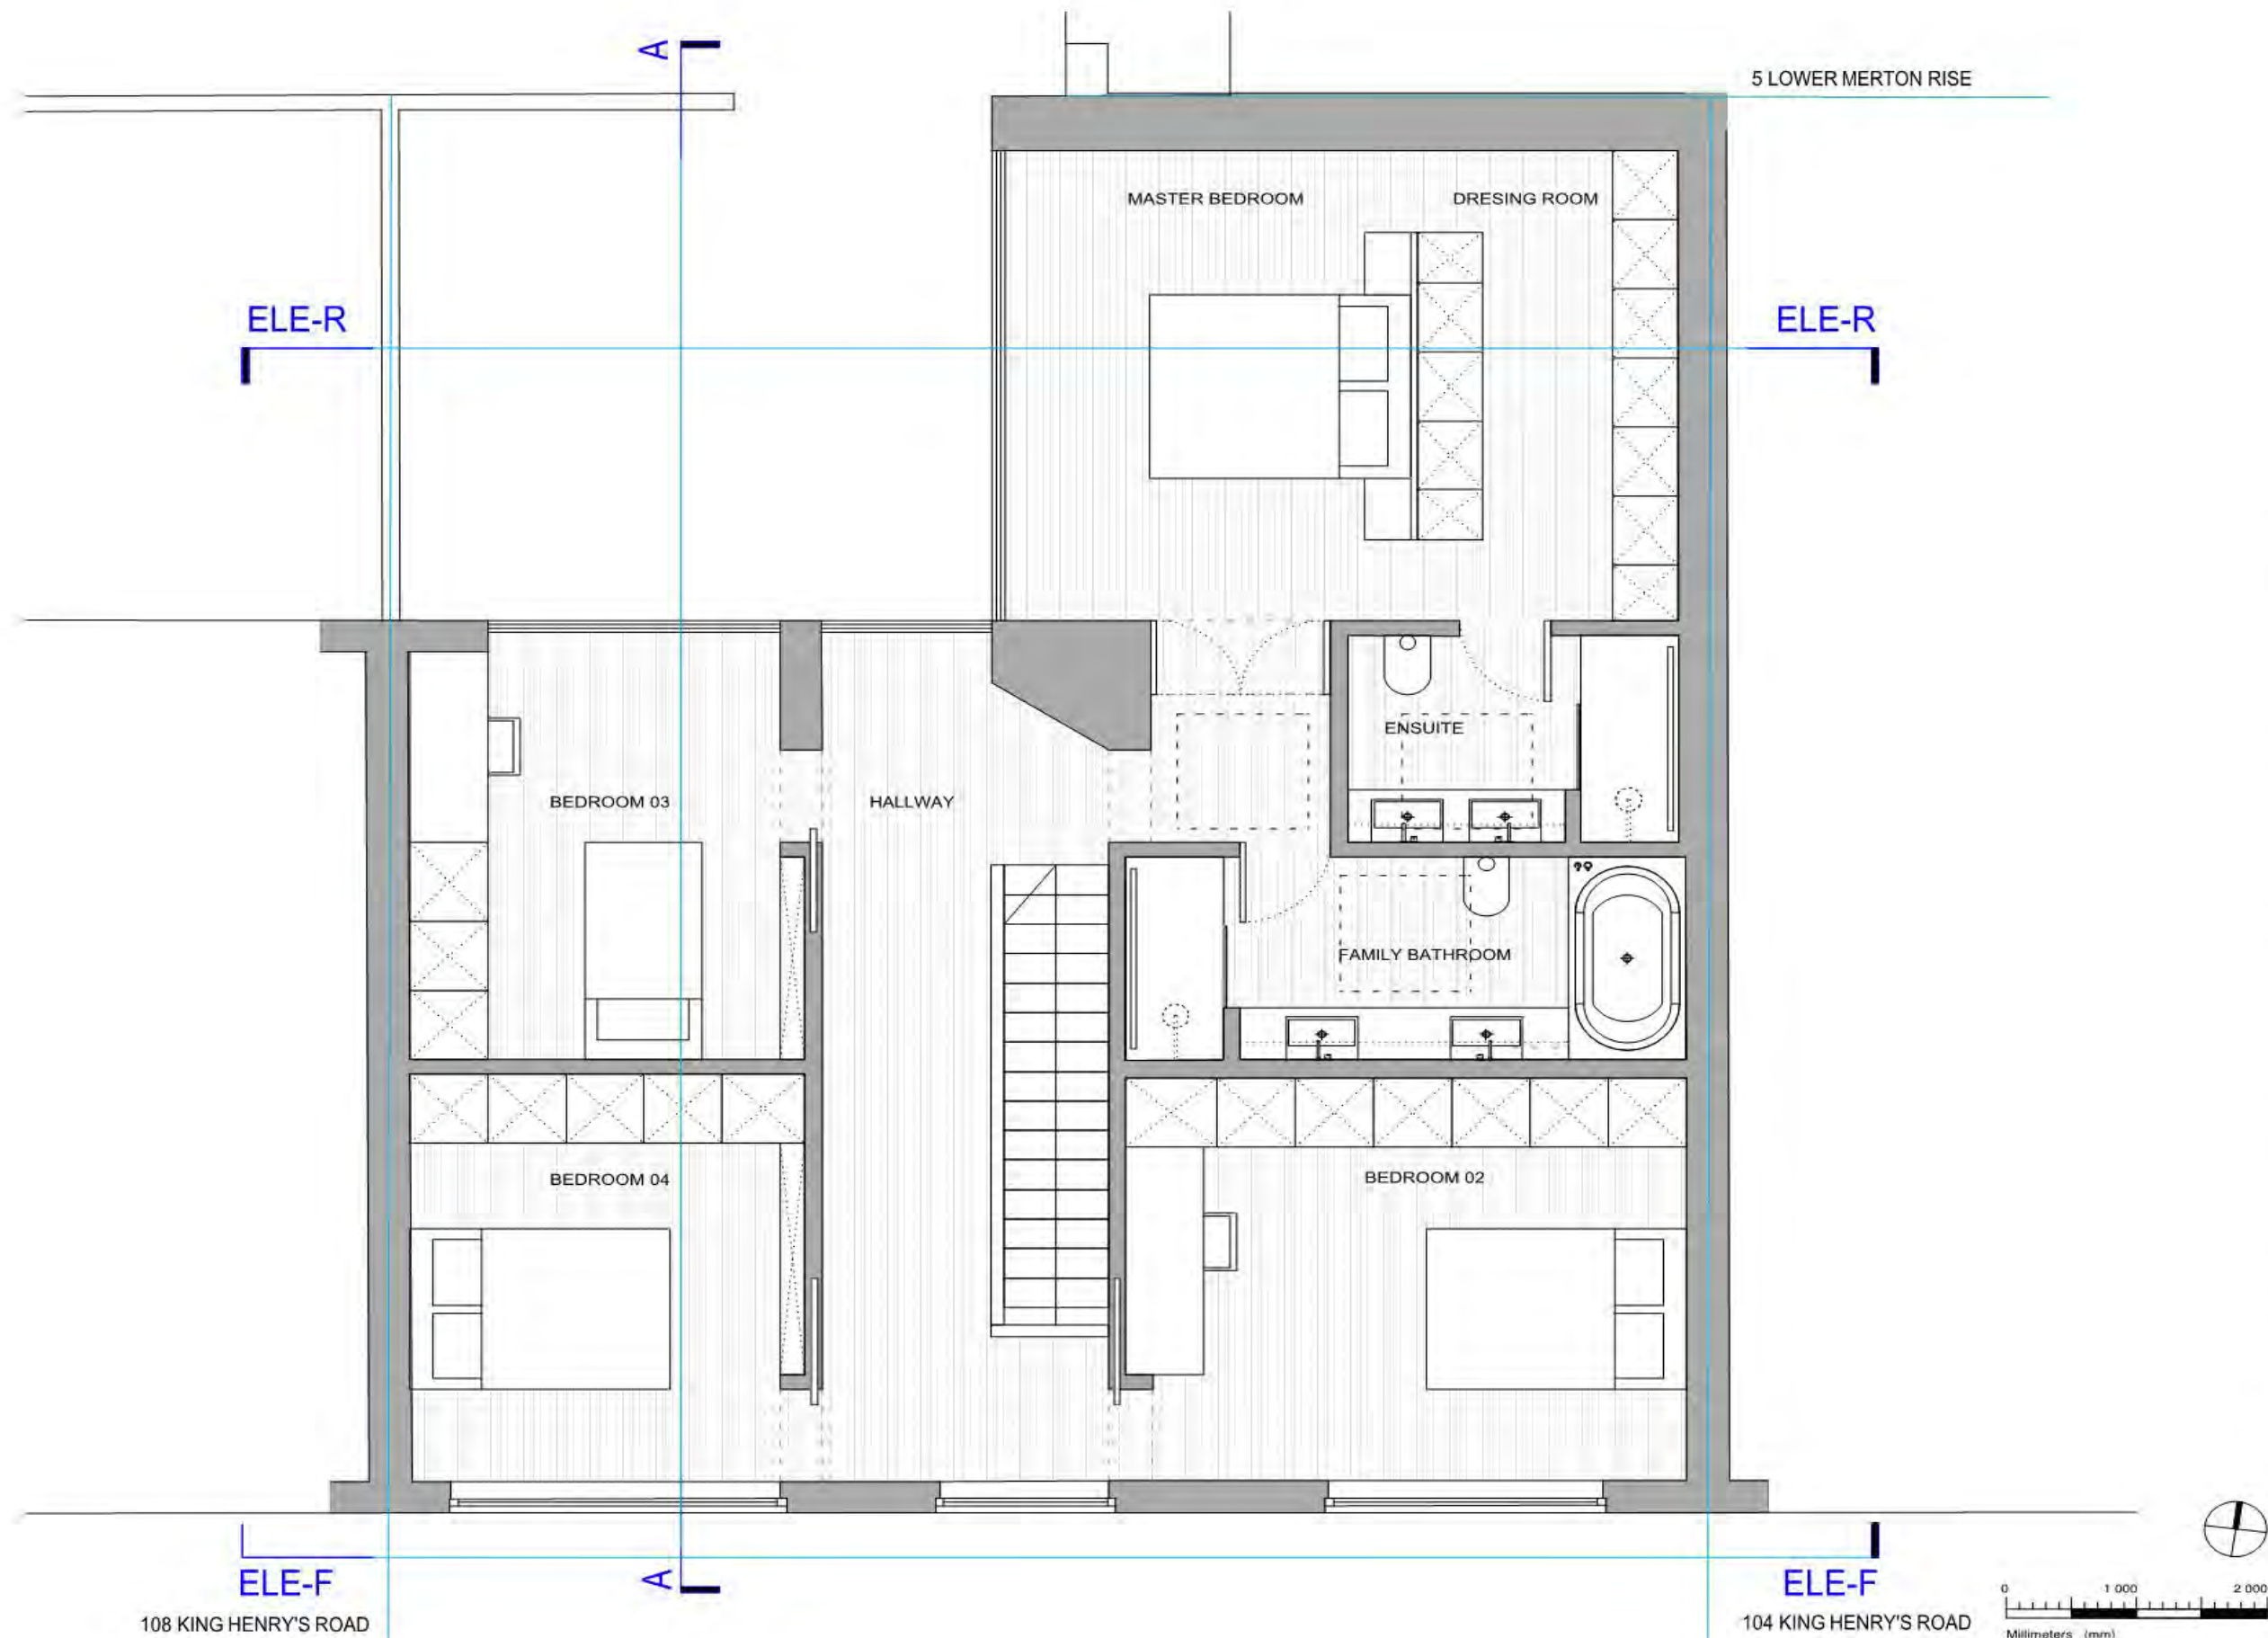 A
5 LOWER MERTON RISE
MASTER BEDROOM
DRESING ROOM
ELE-R
ELE-R
ENSUITE
BEDROOM 03
HALLWAY
FAMILY BATHROOM
BEDROOM 04
BEDROOM 02
ELE-F
A
ELE-F
108 KING HENRY'S ROAD
104 KING HENRY'S ROAD
0 1 000 2 000
Millimeters (mm)